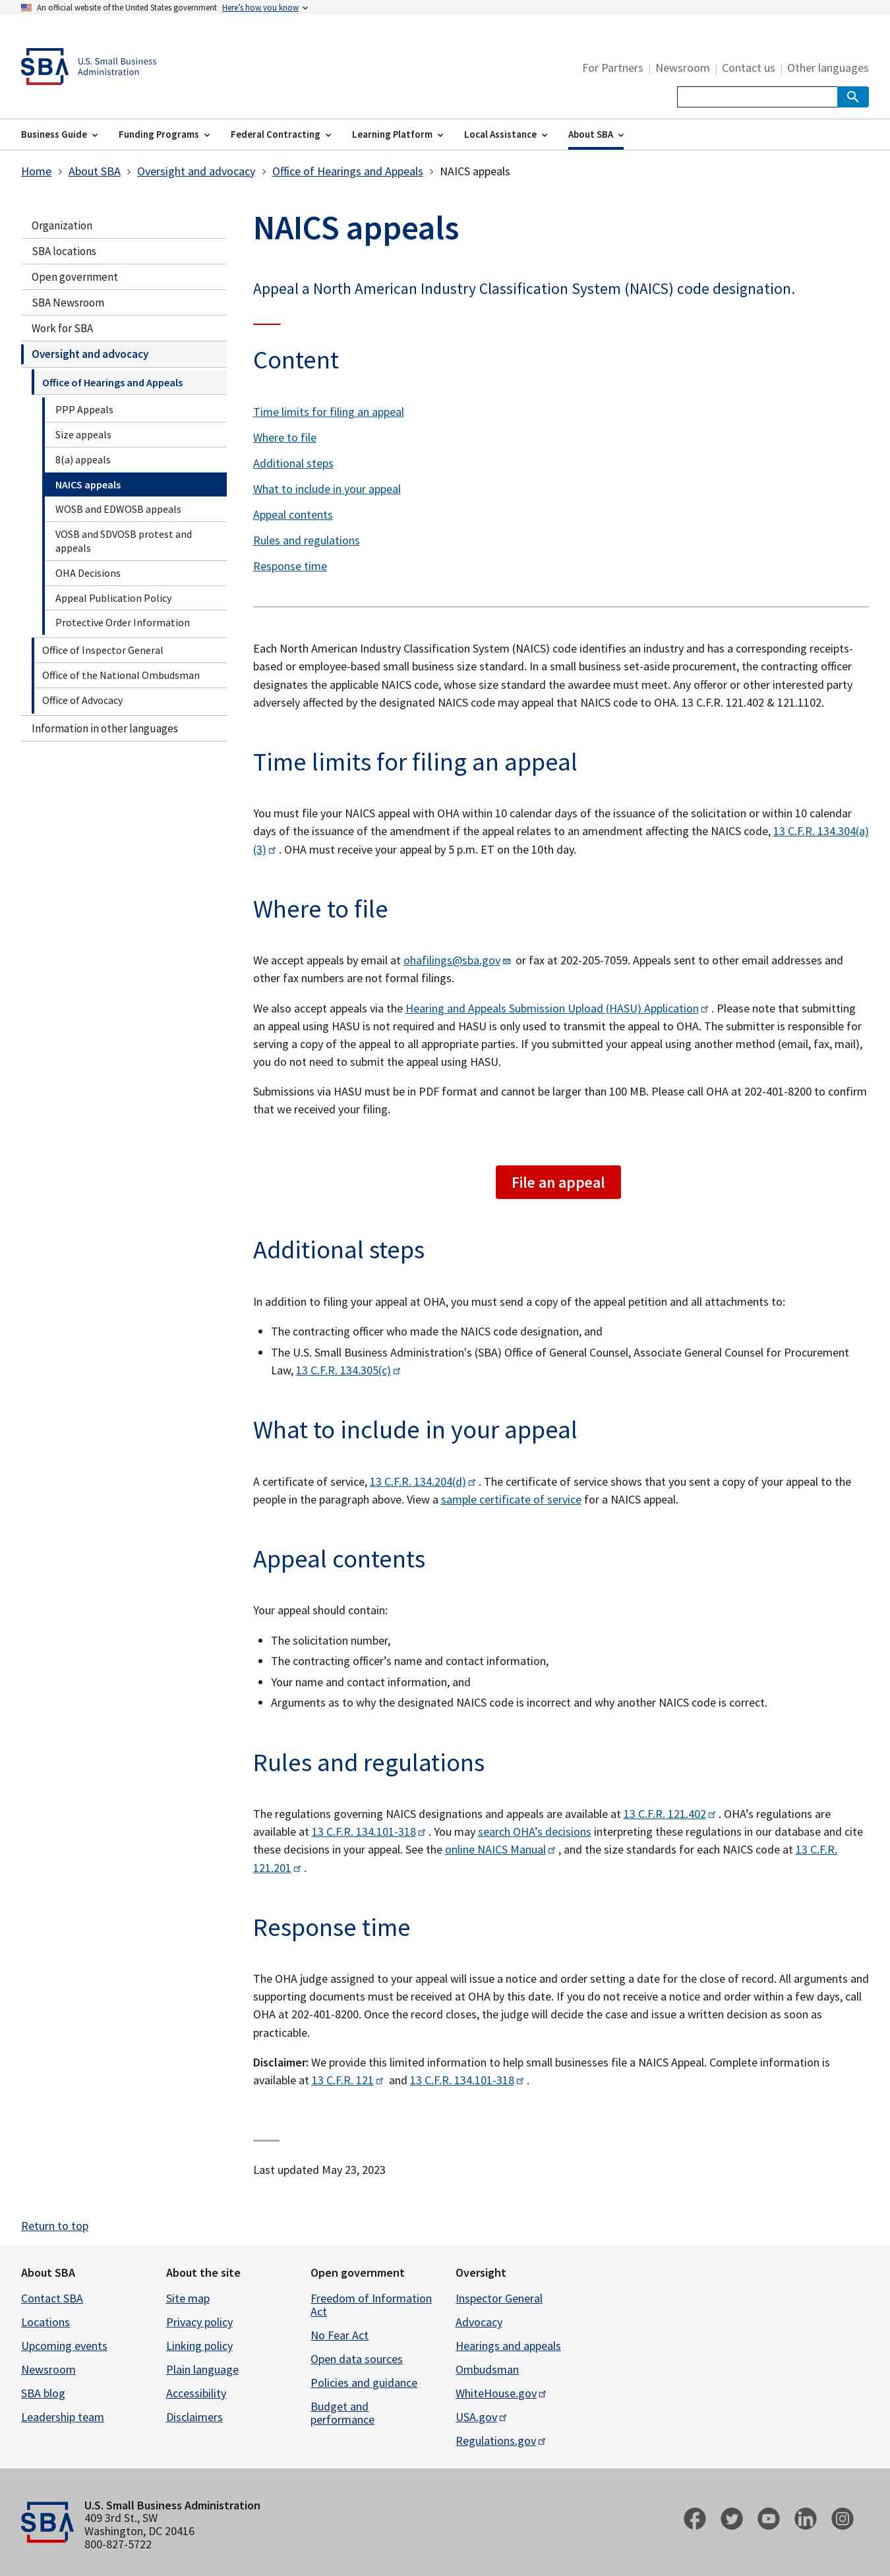 An official website of the United States government Here's how you know
U.S. Small Business
Administration
SBA
For Partners | Newsroom | Contact us | Other languages
Business Guide Funding Programs Federal Contracting Learning Platform Local Assistance About SBA
Home > About SBA > Oversight and advocacy > Office of Hearings and Appeals > NAICS appeals
Organization
SBA locations
Open government
SBA Newsroom
Work for SBA
Oversight and advocacy
Office of Hearings and Appeals
PPP Appeals
Size appeals
8(a) appeals
NAICS appeals
WOSB and EDWOSB appeals
VOSB and SDVOSB protest and
appeals
OHA Decisions
Appeal Publication Policy
Protective Order Information
Office of Inspector General
Office of the National Ombudsman
Office of Advocacy
Information in other languages
NAICS appeals
Appeal a North American Industry Classification System (NAICS) code designation.
Content
Time limits for filing an appeal
Where to file
Additional steps
What to include in your appeal
Appeal contents
Rules and regulations
Response time
Each North American Industry Classification System (NAICS) code identifies an industry and has a corresponding receipts-
based or employee-based small business size standard. In a small business set-aside procurement, the contracting officer
designates the applicable NAICS code, whose size standard the awardee must meet. Any offeror or other interested party
adversely affected by the designated NAICS code may appeal that NAICS code to OHA. 13 C.F.R. 121.402 & 121.1102.
Time limits for filing an appeal
You must file your NAICS appeal with OHA within 10 calendar days of the issuance of the solicitation or within 10 calendar
days of the issuance of the amendment if the appeal relates to an amendment affecting the NAICS code, 13 C.F.R. 134.304(a)
(3) . OHA must receive your appeal by 5 p.m. ET on the 10th day.
Where to file
We accept appeals by email at ohafilings@sba.gov or fax at 202-205-7059. Appeals sent to other email addresses and
other fax numbers are not formal filings.
We also accept appeals via the Hearing and Appeals Submission Upload (HASU) Application . Please note that submitting
an appeal using HASU is not required and HASU is only used to transmit the appeal to OHA. The submitter is responsible for
serving a copy of the appeal to all appropriate parties. If you submitted your appeal using another method (email, fax, mail),
you do not need to submit the appeal using HASU.
Submissions via HASU must be in PDF format and cannot be larger than 100 MB. Please call OHA at 202-401-8200 to confirm
that we received your filing.
File an appeal
Additional steps
In addition to filing your appeal at OHA, you must send a copy of the appeal petition and all attachments to:
• The contracting officer who made the NAICS code designation, and
• The U.S. Small Business Administration's (SBA) Office of General Counsel, Associate General Counsel for Procurement
Law, 13 C.F.R. 134.305(c)
What to include in your appeal
A certificate of service, 13 C.F.R. 134.204(d) . The certificate of service shows that you sent a copy of your appeal to the
people in the paragraph above. View a sample certificate of service for a NAICS appeal.
Appeal contents
Your appeal should contain:
• The solicitation number,
• The contracting officer’s name and contact information,
• Your name and contact information, and
• Arguments as to why the designated NAICS code is incorrect and why another NAICS code is correct.
Rules and regulations
The regulations governing NAICS designations and appeals are available at 13 C.F.R. 121.402 . OHA’s regulations are
available at 13 C.F.R. 134.101-318 . You may search OHA’s decisions interpreting these regulations in our database and cite
these decisions in your appeal. See the online NAICS Manual , and the size standards for each NAICS code at 13 C.F.R.
121.201 .
Response time
The OHA judge assigned to your appeal will issue a notice and order setting a date for the close of record. All arguments and
supporting documents must be received at OHA by this date. If you do not receive a notice and order within a few days, call
OHA at 202-401-8200. Once the record closes, the judge will decide the case and issue a written decision as soon as
practicable.
Disclaimer: We provide this limited information to help small businesses file a NAICS Appeal. Complete information is
available at 13 C.F.R. 121 and 13 C.F.R. 134.101-318 .
Last updated May 23, 2023
Return to top
About SBA
Contact SBA
Locations
Upcoming events
Newsroom
SBA blog
Leadership team
About the site
Site map
Privacy policy
Linking policy
Plain language
Accessibility
Disclaimers
Open government
Freedom of Information
Act
No Fear Act
Open data sources
Policies and guidance
Budget and
performance
Oversight
Inspector General
Advocacy
Hearings and appeals
Ombudsman
WhiteHouse.gov
USA.gov
Regulations.gov
SBA
U.S. Small Business Administration
409 3rd St., SW
Washington, DC 20416
800-827-5722